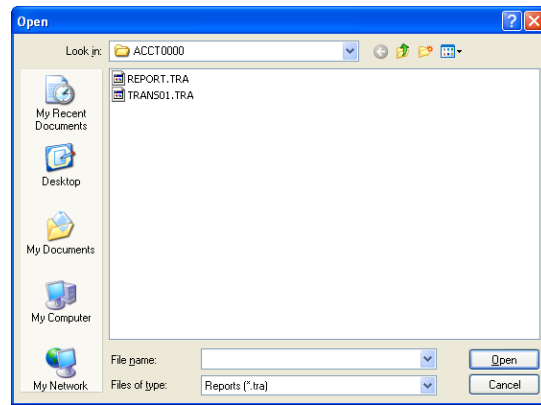 Open
Look in: ACCT0000
REPORT.TRA
TRANS01.TRA
My Recent
Documents
Desktop
My Documents
My Computer
My Network
File name:
Open
Files of type: Reports (*.tra)
Cancel